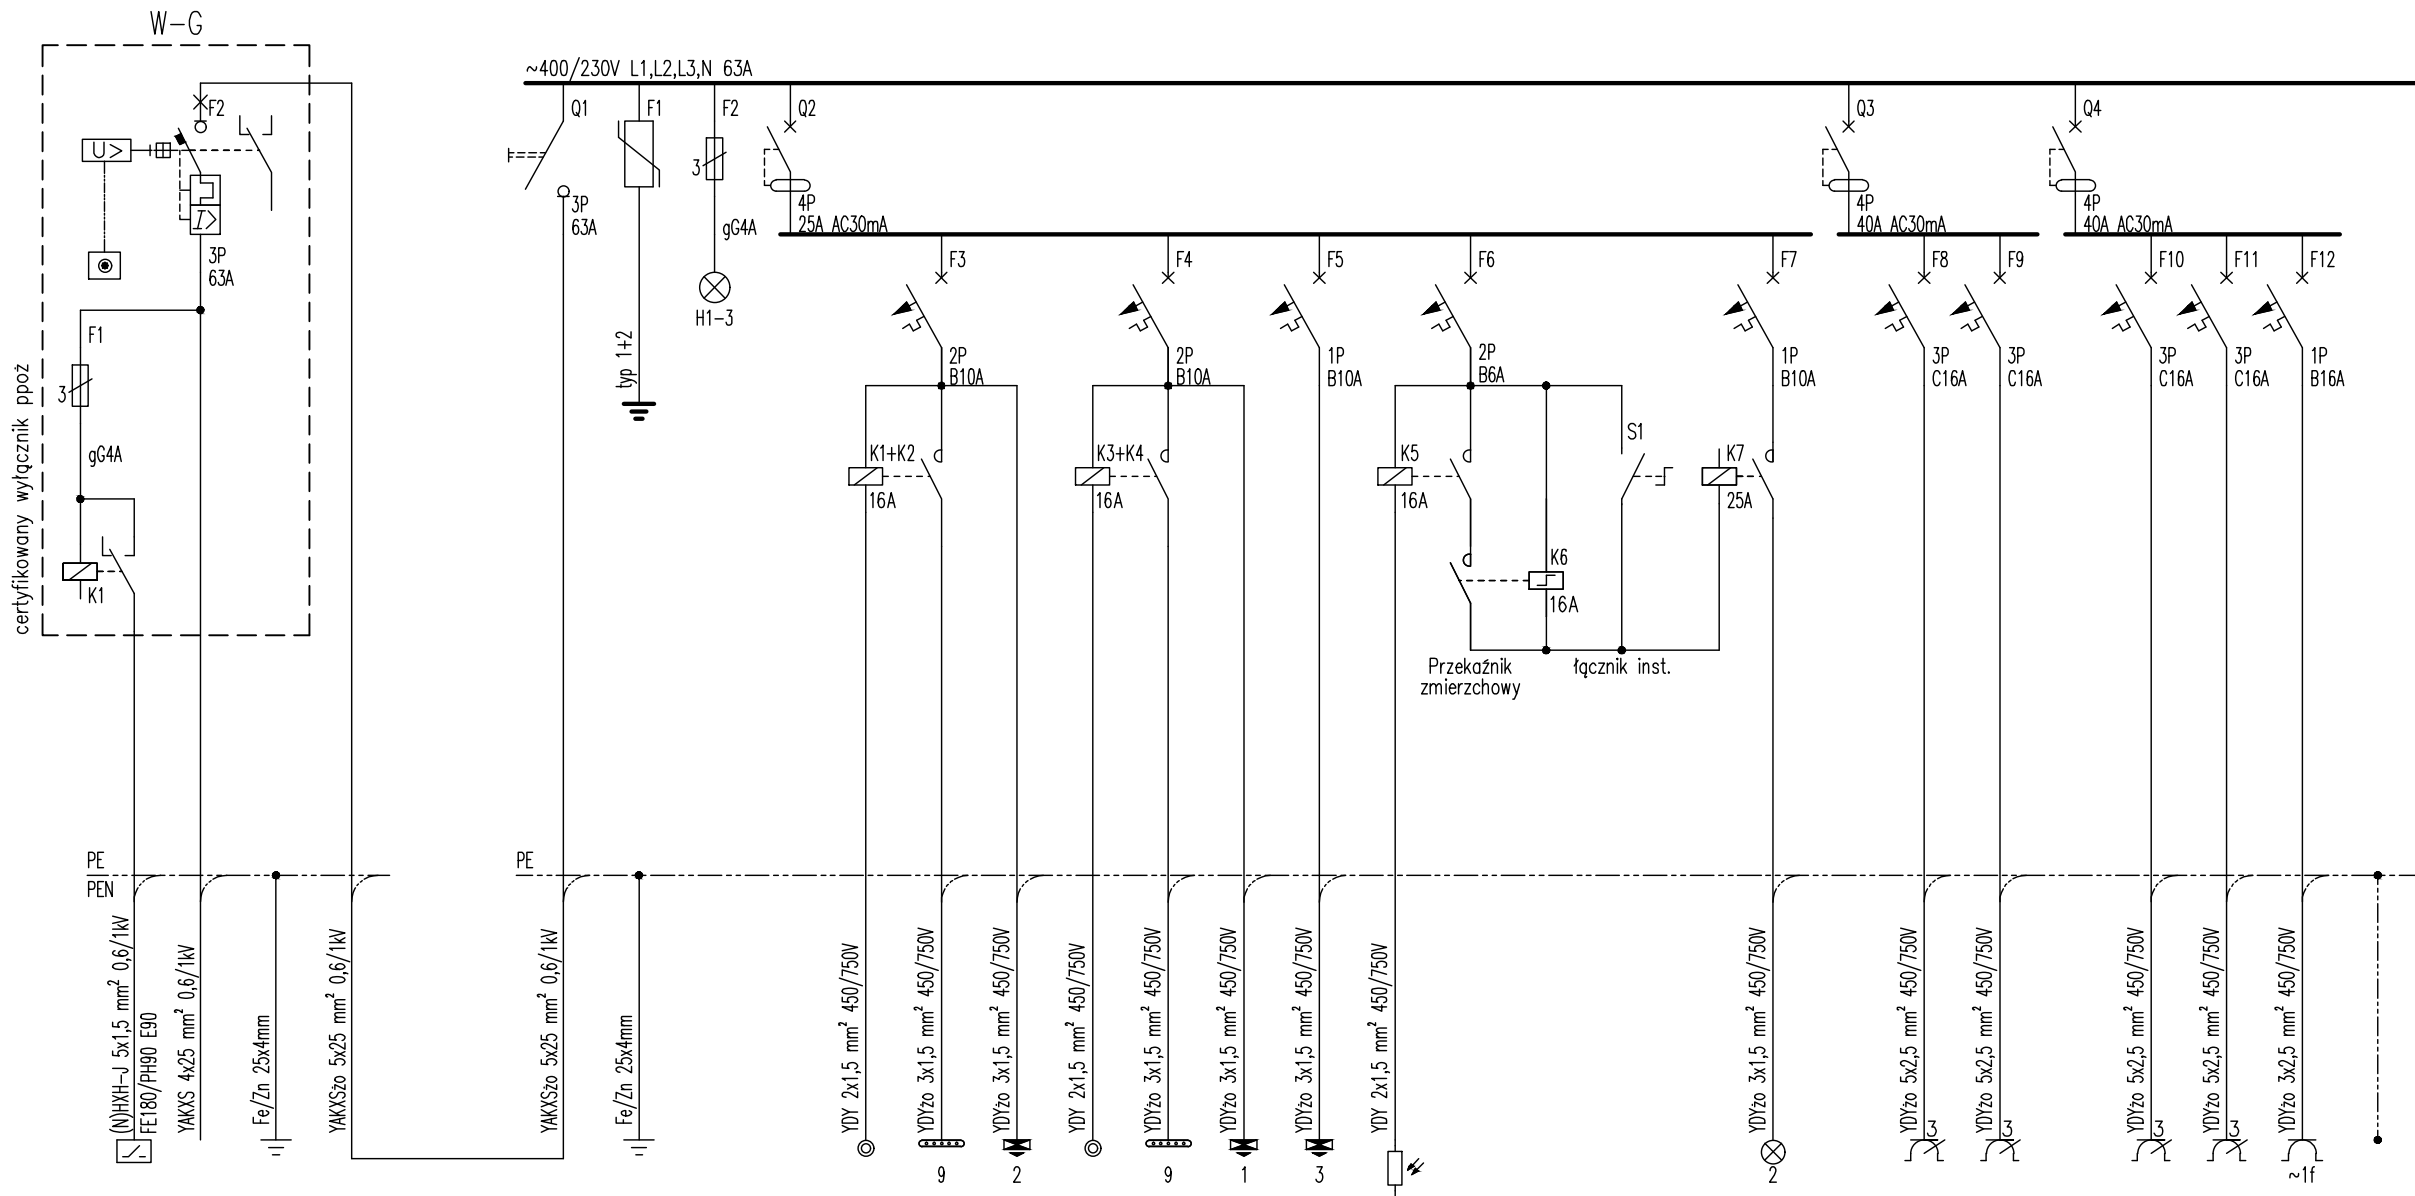 W-G
~400/230V L1,L2,L3,N 63A
F2
Q1
F1
F2
Q2
Q3
Q4
U>
3
I>
3P
63A
3P
63A
gG4A
4P
25A AC30mA
4P
40A AC30mA
4P
40A AC30mA
F3
F4
F5
F6
F7
F8
F9
F10
F11
F12
H1-3
F1
typ 1+2
3
gG4A
certyfikowany wyłącznik ppoż
2P
B10A
2P
B10A
1P
B10A
2P
B6A
1P
B10A
3P
C16A
3P
C16A
3P
C16A
3P
C16A
1P
B16A
S1
K1+K2
16A
K3+K4
16A
K5
16A
K7
25A
K6
16A
K1
Przekaźnik
zmierzchowy
łącznik inst.
PE
PEN
PE
(N)HXH-J 5x1,5 mm² 0,6/1kV
FE180/PH90 E90
YAKXS 4x25 mm² 0,6/1kV
Fe/Zn 25x4mm
YAKXSżo 5x25 mm² 0,6/1kV
YAKXSżo 5x25 mm² 0,6/1kV
Fe/Zn 25x4mm
YDY 2x1,5 mm² 450/750V
YDYżo 3x1,5 mm² 450/750V
YDYżo 3x1,5 mm² 450/750V
YDY 2x1,5 mm² 450/750V
YDYżo 3x1,5 mm² 450/750V
YDYżo 3x1,5 mm² 450/750V
YDYżo 3x1,5 mm² 450/750V
YDY 2x1,5 mm² 450/750V
YDYżo 3x1,5 mm² 450/750V
YDYżo 5x2,5 mm² 450/750V
YDYżo 5x2,5 mm² 450/750V
YDYżo 5x2,5 mm² 450/750V
YDYżo 5x2,5 mm² 450/750V
YDYżo 3x2,5 mm² 450/750V
3
3
3
3
9
2
9
1
3
2
~1f